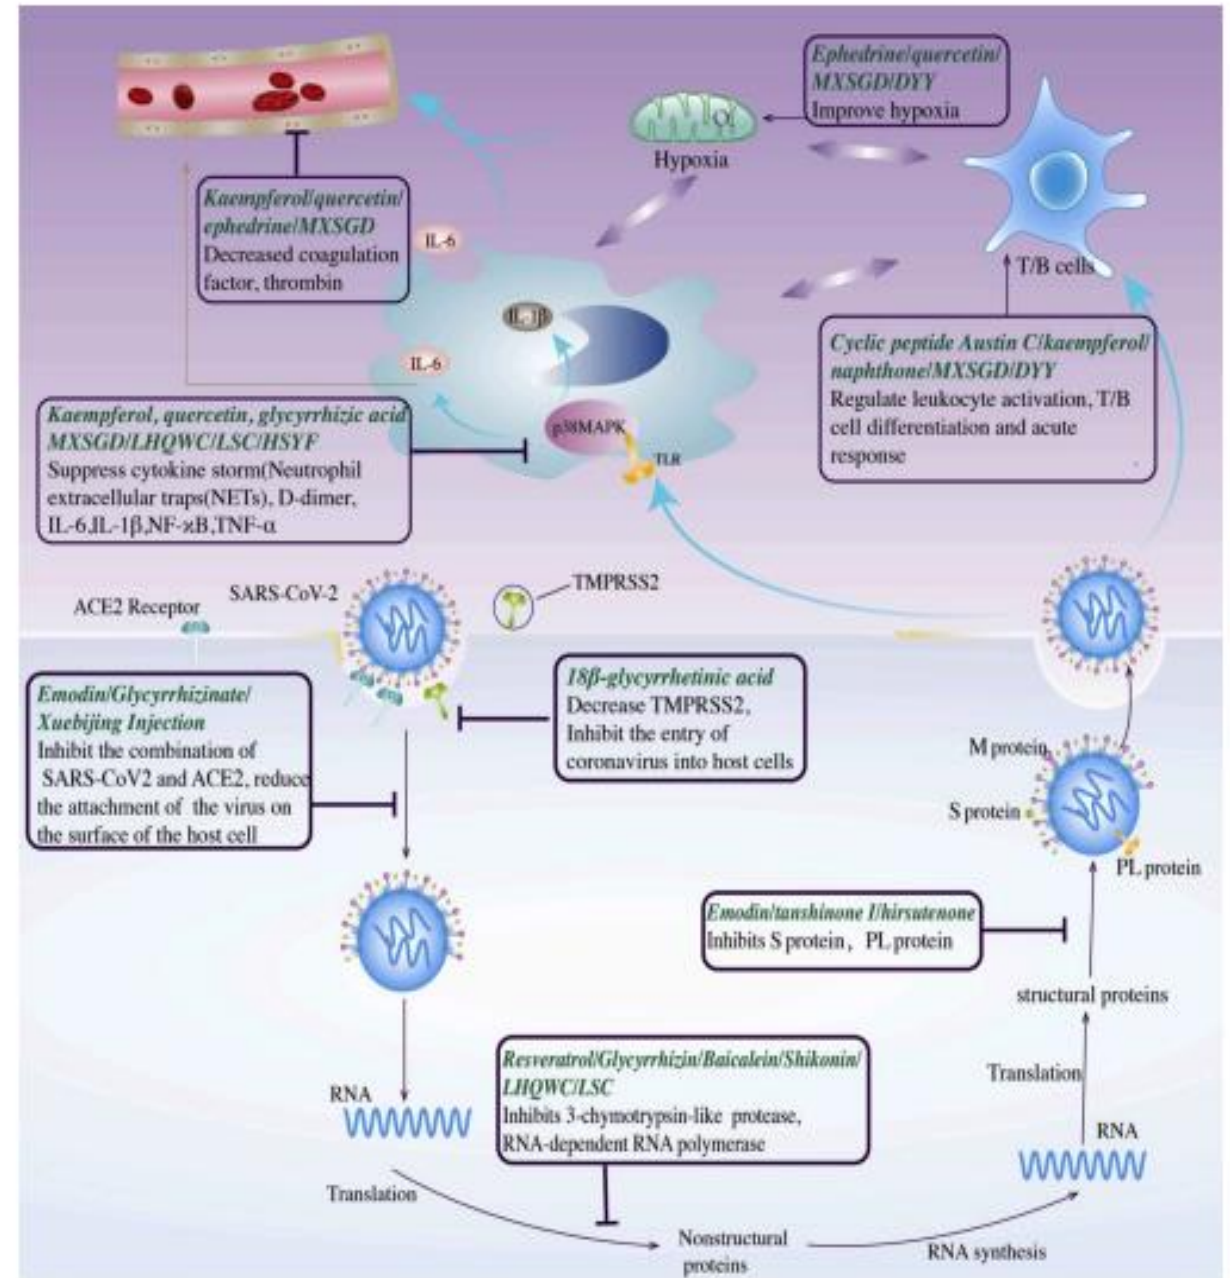 Ephedrine/quercetin/
MXSGD/DYY
Improve hypoxia
Hypoxia
Kaempferol/quercetin/
ephedrine/MXSGD
Decreased coagulation
factor, thrombin
IL-6
T/B cells
IL-1β
IL-6
Cyclic peptide Austin C/kaempferol/
naphthone/MXSGD/DYY
Regulate leukocyte activation, T/B
cell differentiation and acute
response
Kaempferol, quercetin, glycyrrhizic acid
MXSGD/LHQWC/LSC/HSYF
Suppress cytokine storm(Neutrophil
extracellular traps(NETs), D-dimer,
IL-6,IL-1β,NF-κB,TNF-α
p38MAPK
TLR
TMPRSS2
SARS-CoV-2
ACE2 Receptor
Emodin/Glycyrrhizinate/
Xuebijing Injection
Inhibit the combination of
SARS-CoV2 and ACE2, reduce
the attachment of the virus on
the surface of the host cell
18β-glycyrrhetinic acid
Decrease TMPRSS2,
Inhibit the entry of
coronavirus into host cells
M protein
S protein
PL protein
Emodin/tanshinone I/hirsutenone
Inhibits S protein, PL protein
structural proteins
Resveratrol/Glycyrrhizin/Baicalein/Shikonin/
LHQWC/LSC
Inhibits 3-chymotrypsin-like protease,
RNA-dependent RNA polymerase
Translation
RNA
RNA
Translation
Nonstructural
proteins
RNA synthesis